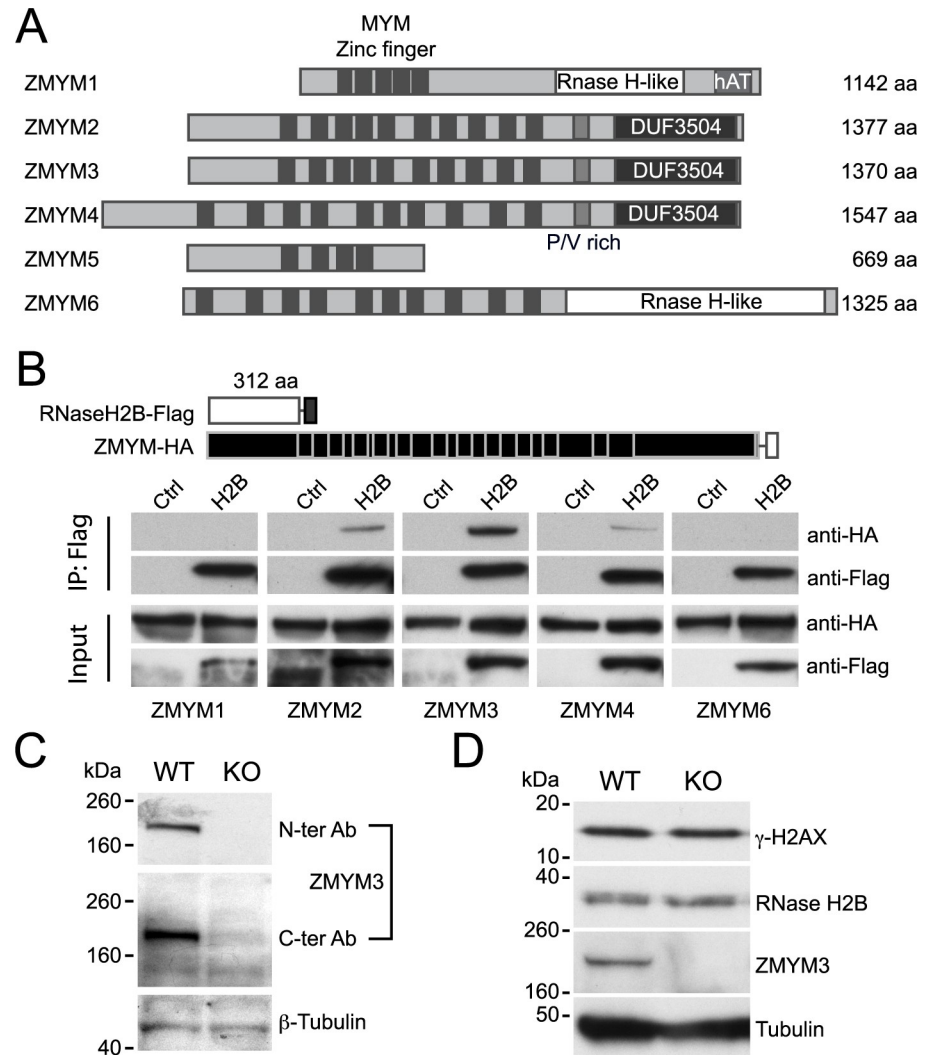 A
MYM
Zinc finger
ZMYM1 Rnase H-like hAT 1142 aa
ZMYM2 DUF3504 1377 aa
ZMYM3 DUF3504 1370 aa
ZMYM4 DUF3504 1547 aa
P/V rich
ZMYM5 669 aa
ZMYM6 Rnase H-like 1325 aa
B
312 aa
RNaseH2B-Flag
ZMYM-HA
Ctrl H2B Ctrl H2B Ctrl H2B Ctrl H2B Ctrl H2B
IP: Flag
anti-HA
anti-Flag
Input
anti-HA
anti-Flag
ZMYM1 ZMYM2 ZMYM3 ZMYM4 ZMYM6
C
kDa WT KO
260
N-ter Ab
160
ZMYM3
260
C-ter Ab
160
β-Tubulin
40
D
kDa WT KO
20
γ-H2AX
10
40
RNase H2B
260
ZMYM3
160
50
Tubulin